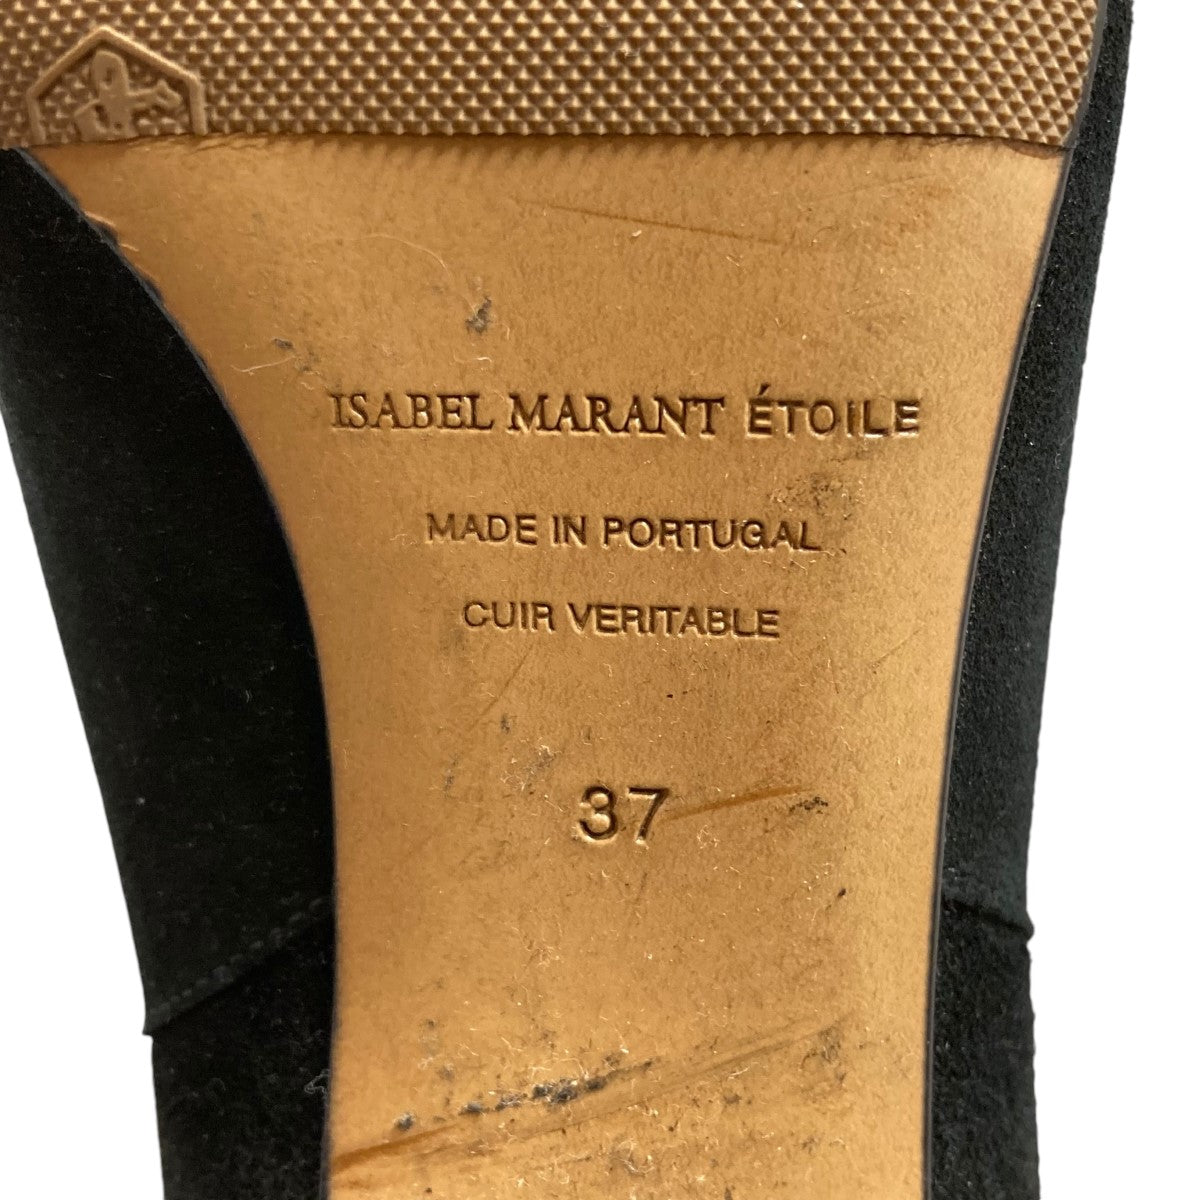 ISABEL MARANT ÉTOILE
MADE IN PORTUGAL
CUIR VERITABLE
37